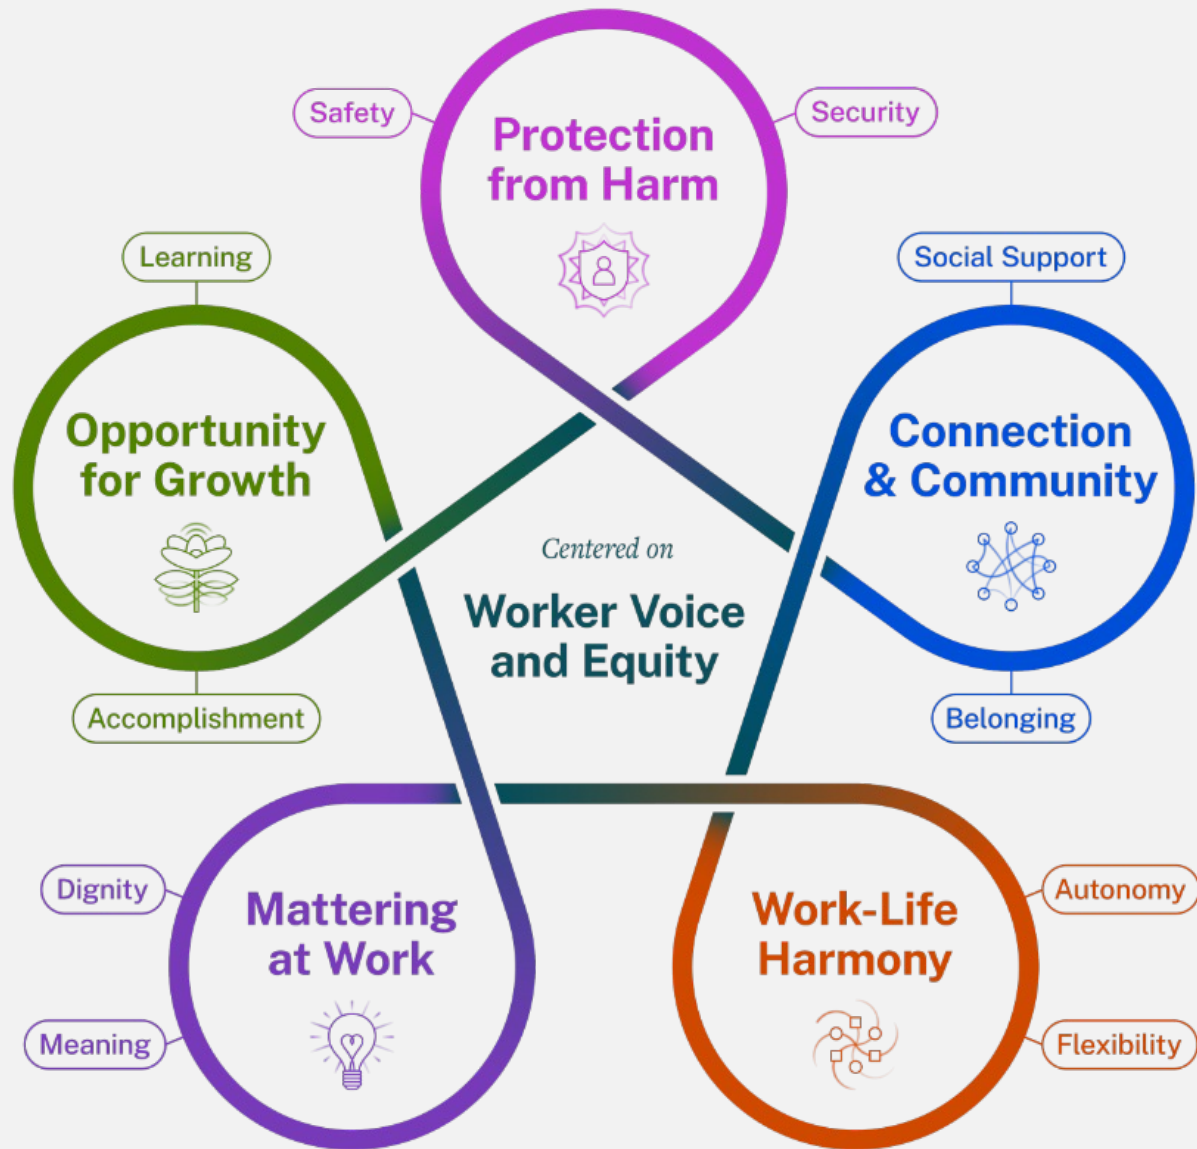 Safety
Protection
from Harm
Security
Learning
Opportunity
for Growth
Accomplishment
Social Support
Connection
& Community
Belonging
Centered on
Worker Voice
and Equity
Dignity
Mattering
at Work
Meaning
Work-Life
Harmony
Autonomy
Flexibility